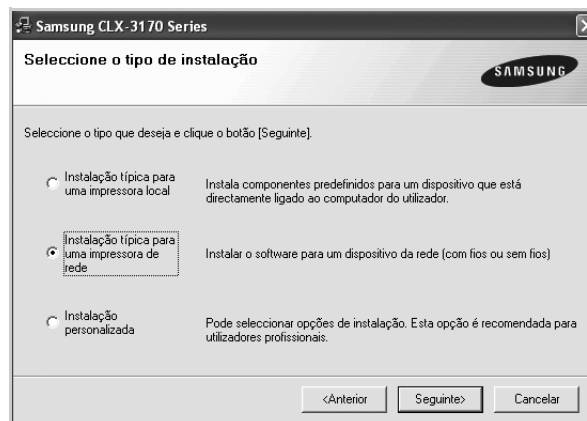 Samsung CLX-3170 Series
Seleccione o tipo de instalação
SAMSUNG
Seleccione o tipo que deseja e clique o botão [Seguinte].
Instalação típica para
uma impressora local
Instala componentes predefinidos para um dispositivo que está
directamente ligado ao computador do utilizador.
Instalação típica para
uma impressora de
rede
Instalar o software para um dispositivo da rede (com fios ou sem fios)
Instalação
personalizada
Pode seleccionar opções de instalação. Esta opção é recomendada para
utilizadores profissionais.
<Anterior
Seguinte>
Cancelar